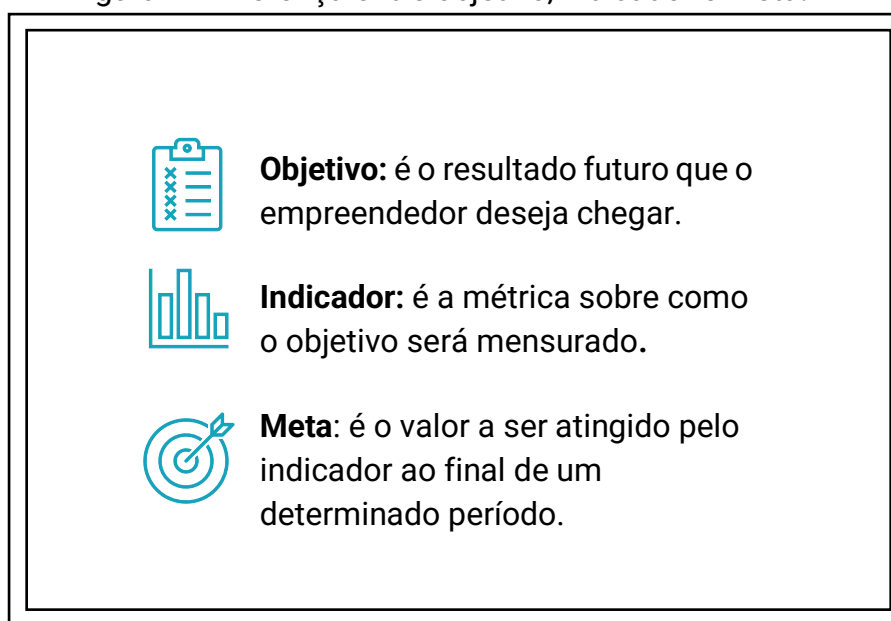 Objetivo: é o resultado futuro que o
empreendedor deseja chegar.
Indicador: é a métrica sobre como
o objetivo será mensurado.
Meta: é o valor a ser atingido pelo
indicador ao final de um
determinado período.